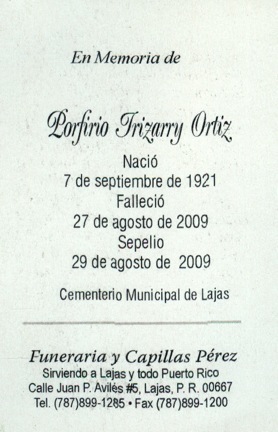 En Memoria de
Porfirio Irizarry Ortiz
Nació
7 de septiembre de 1921
Falleció
27 de agosto de 2009
Sepelio
29 de agosto de 2009
Cementerio Municipal de Lajas
Funeraria y Capillas Pérez
Sirviendo a Lajas y todo Puerto Rico
Calle Juan P. Avilés #5, Lajas, P. R. 00667
Tel. (787)899-1285 • Fax (787)899-1200